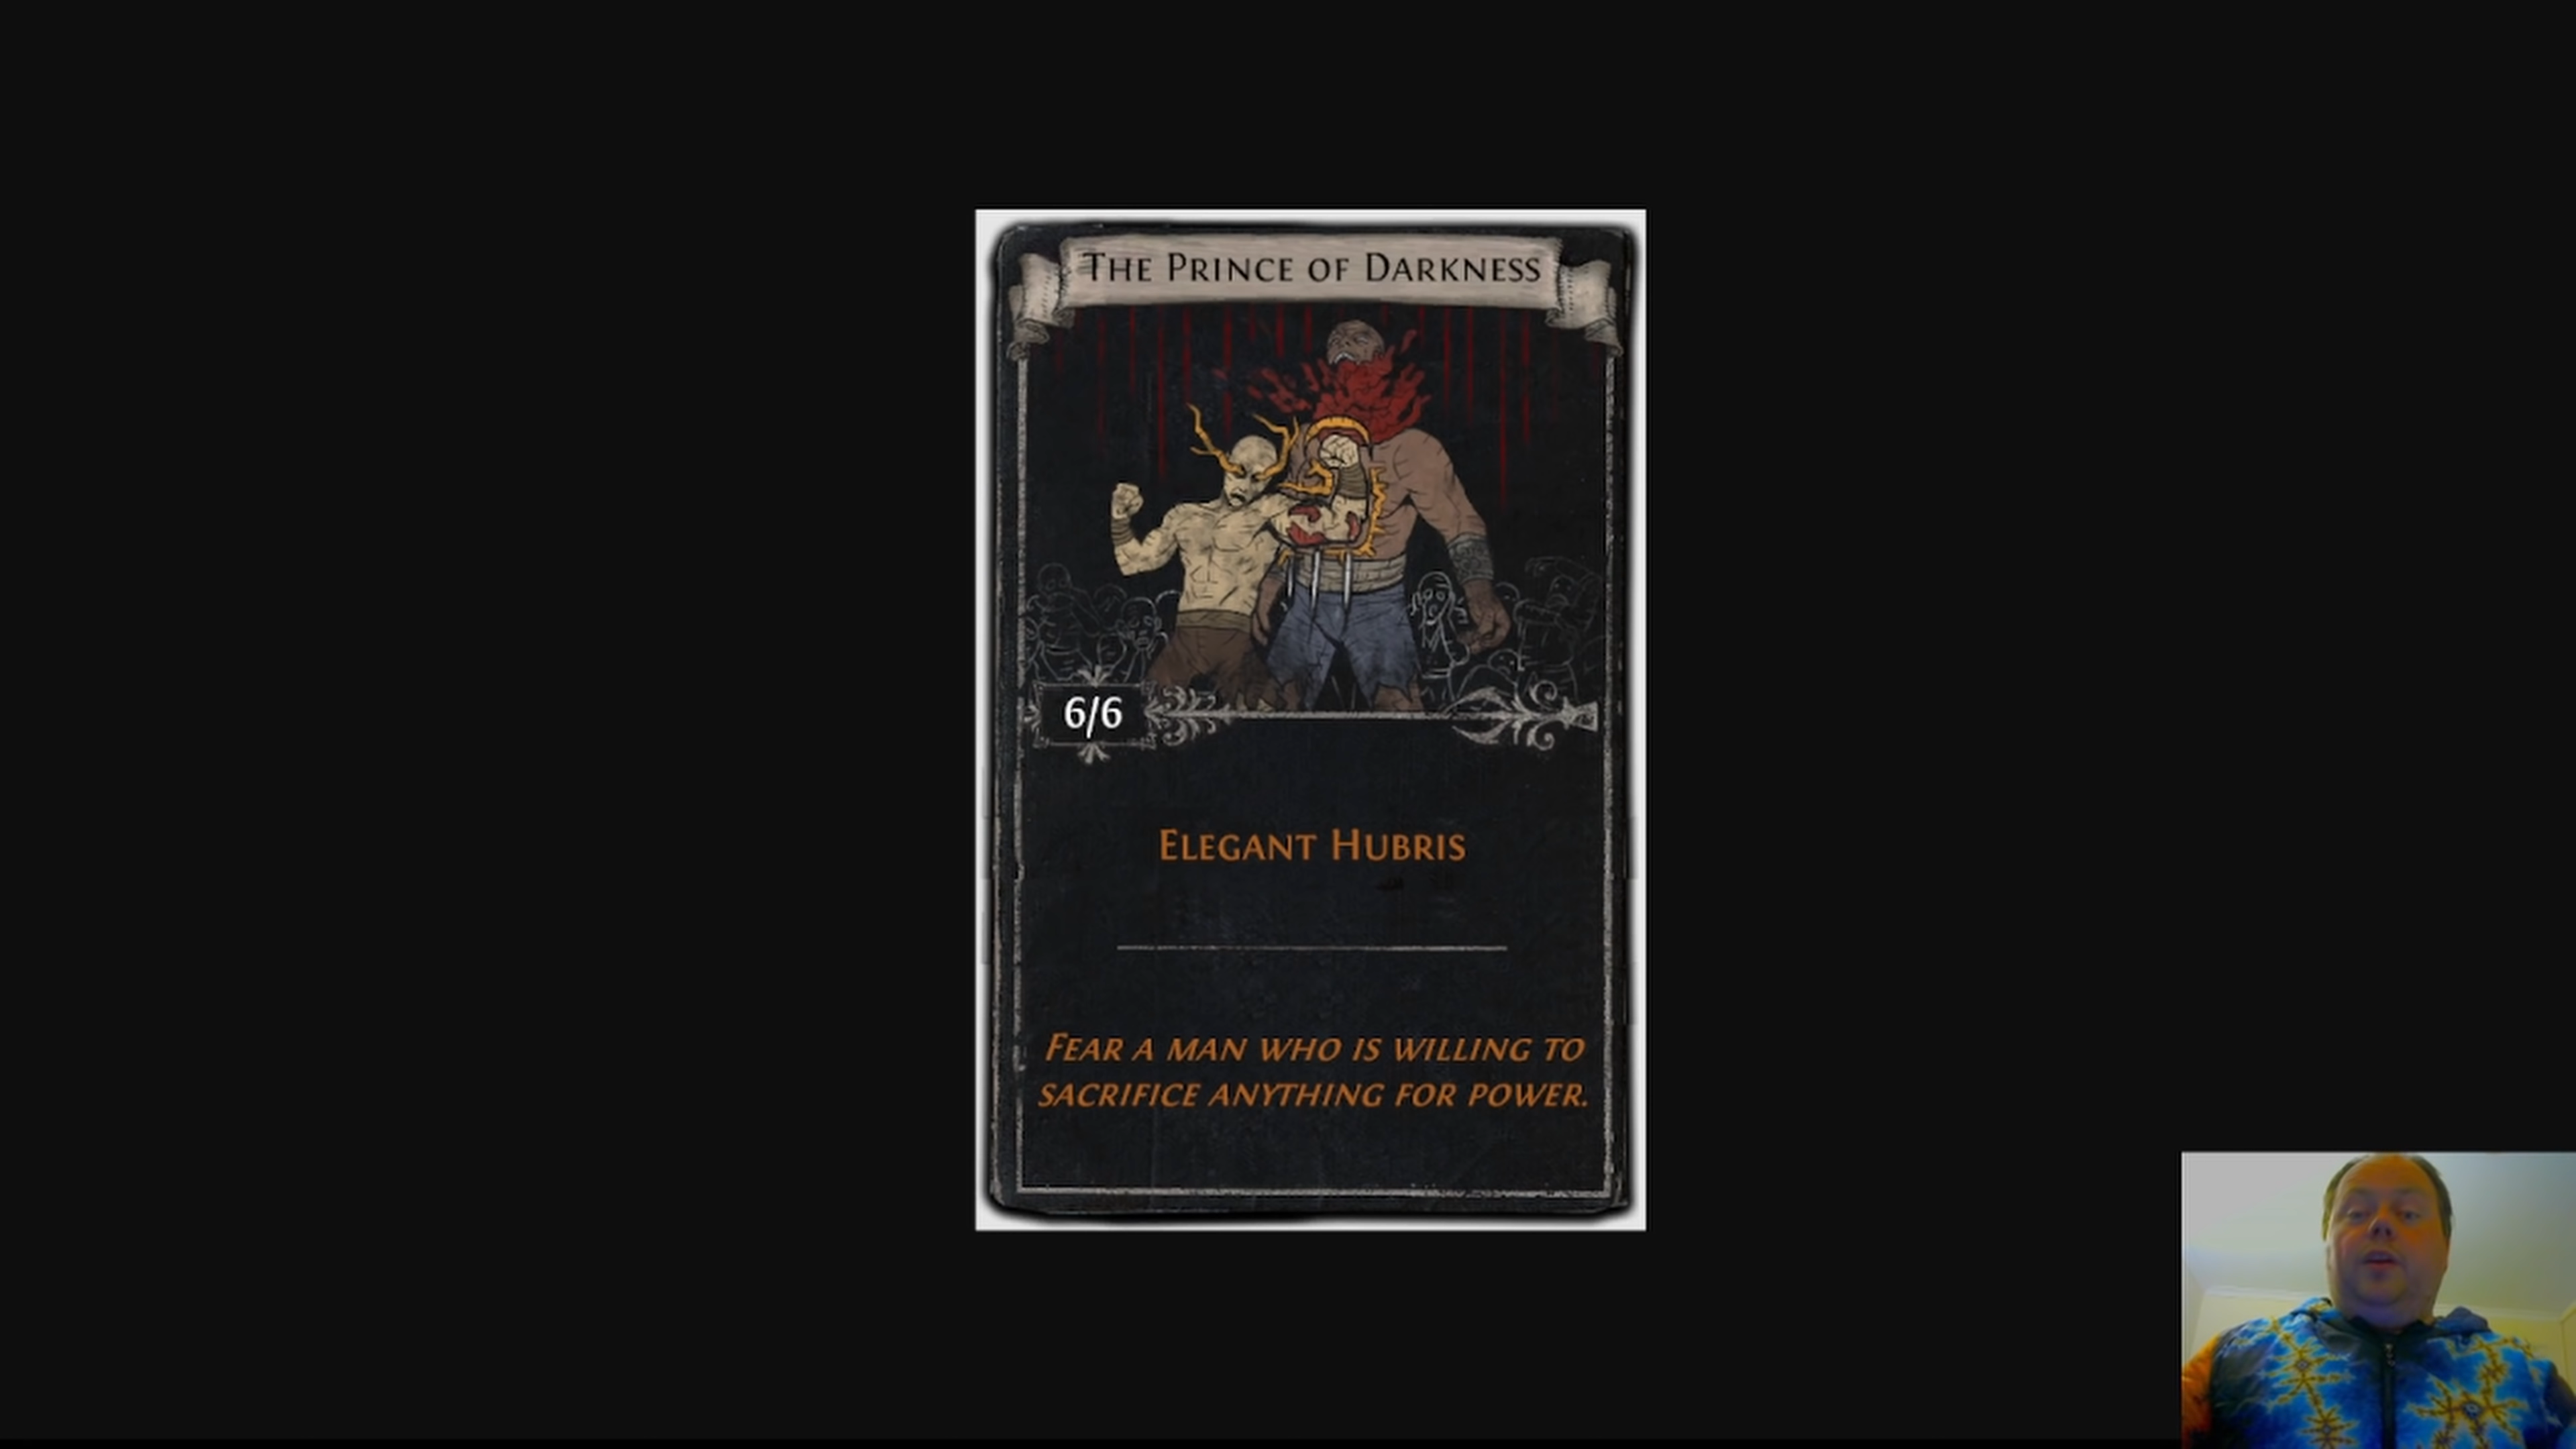 The Prince of Darkness
6/6
Elegant Hubris
Fear a man who is willing to
sacrifice anything for power.